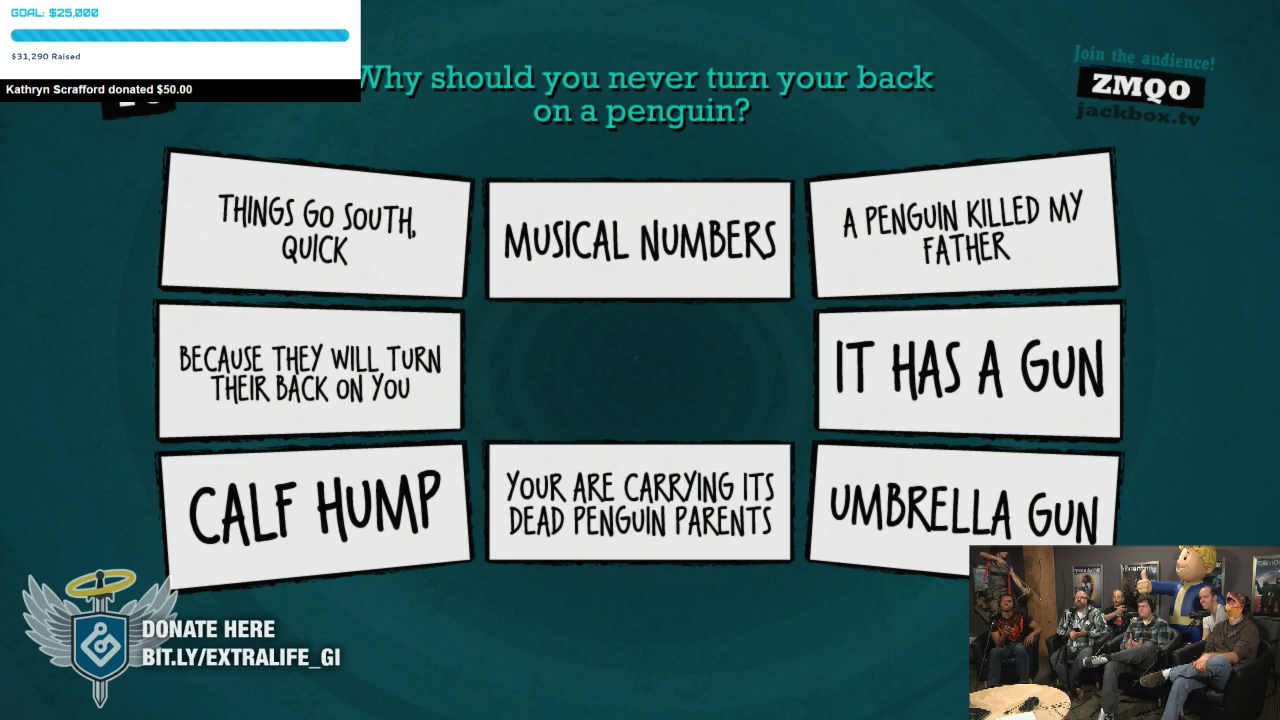 GOAL: $25,000
$31,290 Raised
Kathryn Scrafford donated $50.00
Why should you never turn your back
on a penguin?
Join the audience!
ZMQO
jackbox.tv
THINGS GO SOUTH,
QUICK
MUSICAL NUMBERS
A PENGUIN KILLED MY
FATHER
BECAUSE THEY WILL TURN
THEIR BACK ON YOU
IT HAS A GUN
CALF HUMP
YOUR ARE CARRYING ITS
DEAD PENGUIN PARENTS
UMBRELLA GUN
DONATE HERE
BIT.LY/EXTRALIFE_GI